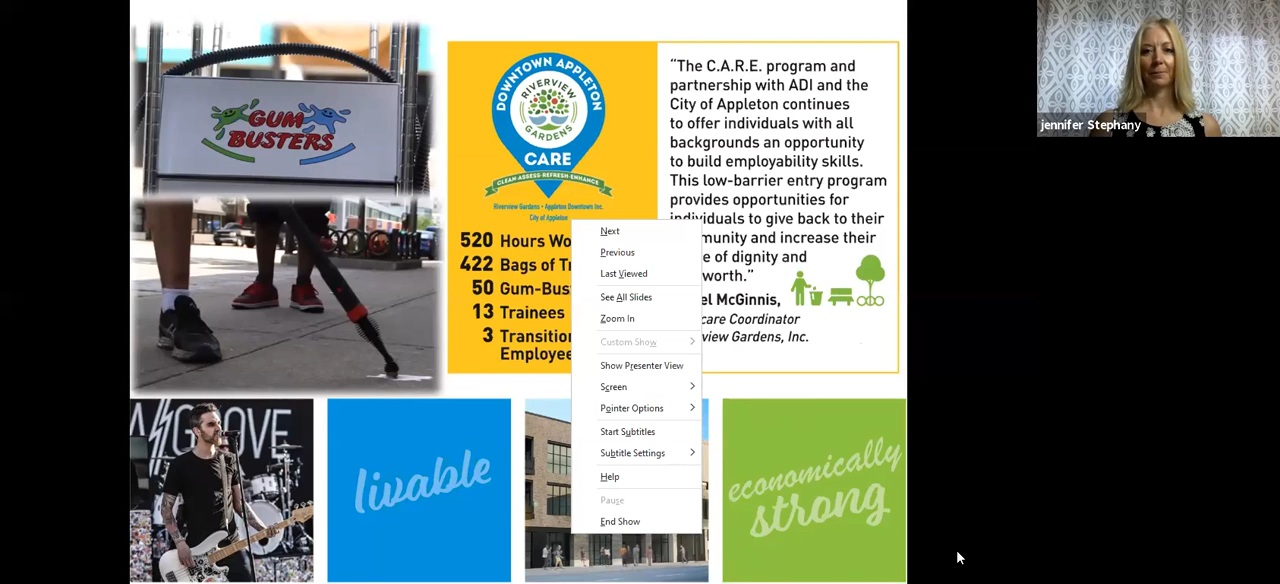 GUM
BUSTERS
DOWNTOWN APPLETON
RIVERVIEW
GARDENS
CARE
CLEAN-ASSESS-REFRESH-ENHANCE
Riverview Gardens • Appleton Downtown Inc.
City of Appleton
520 Hours Wo
422 Bags of Tr
50 Gum-Bus
13 Trainees
3 Transition
Employee
“The C.A.R.E. program and
partnership with ADI and the
City of Appleton continues
to offer individuals with all
backgrounds an opportunity
to build employability skills.
This low-barrier entry program
provides opportunities for
individuals to give back to their
munity and increase their
e of dignity and
worth.”
el McGinnis,
care Coordinator
view Gardens, Inc.
Next
Previous
Last Viewed
See All Slides
Zoom In
Custom Show
Show Presenter View
Screen
Pointer Options
Start Subtitles
Subtitle Settings
Help
Pause
End Show
GROOVE
livable
economically
strong
jennifer Stephany